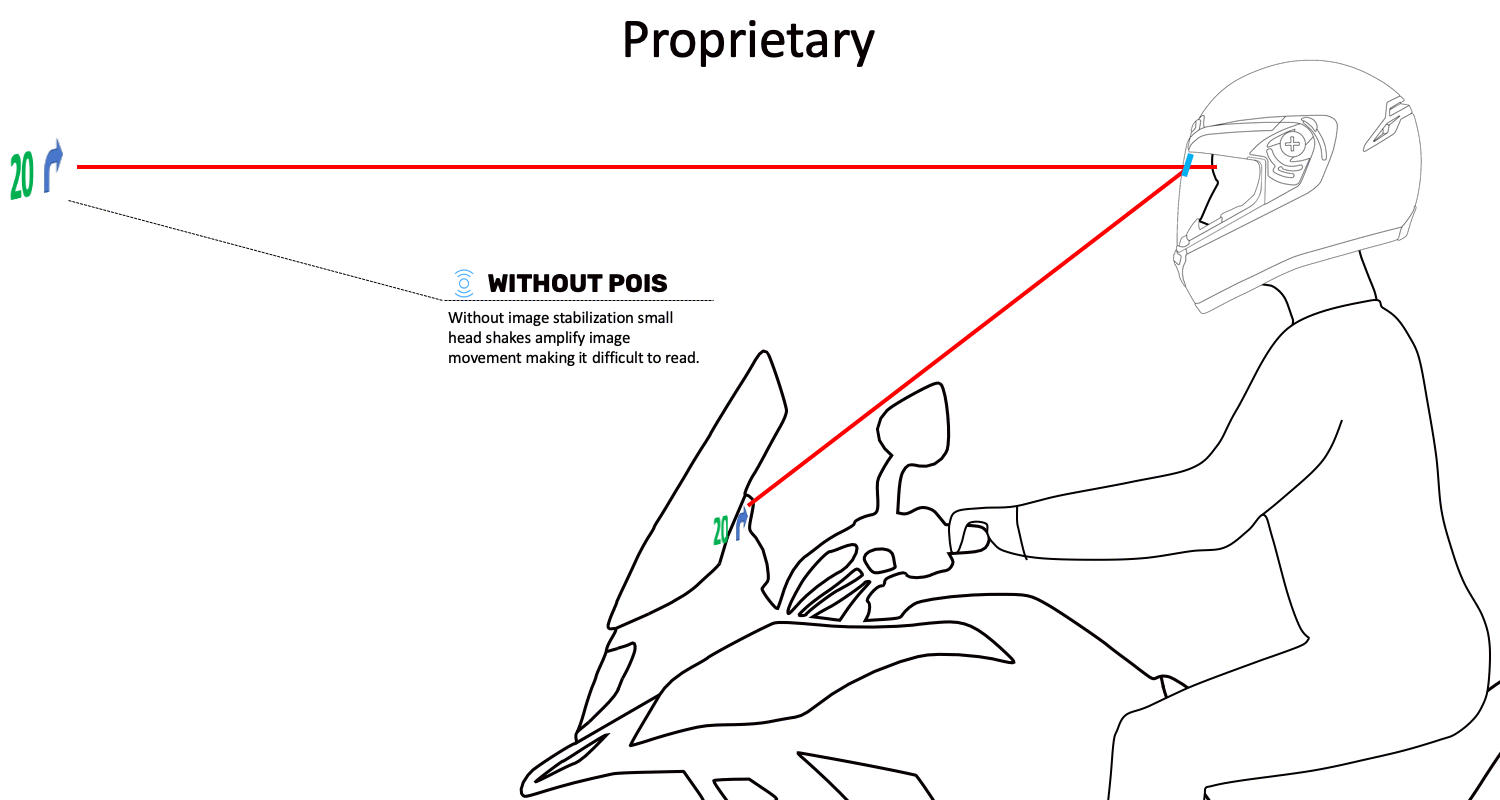 Proprietary
20
WITHOUT POIS
Without image stabilization small
head shakes amplify image
movement making it difficult to read.
20